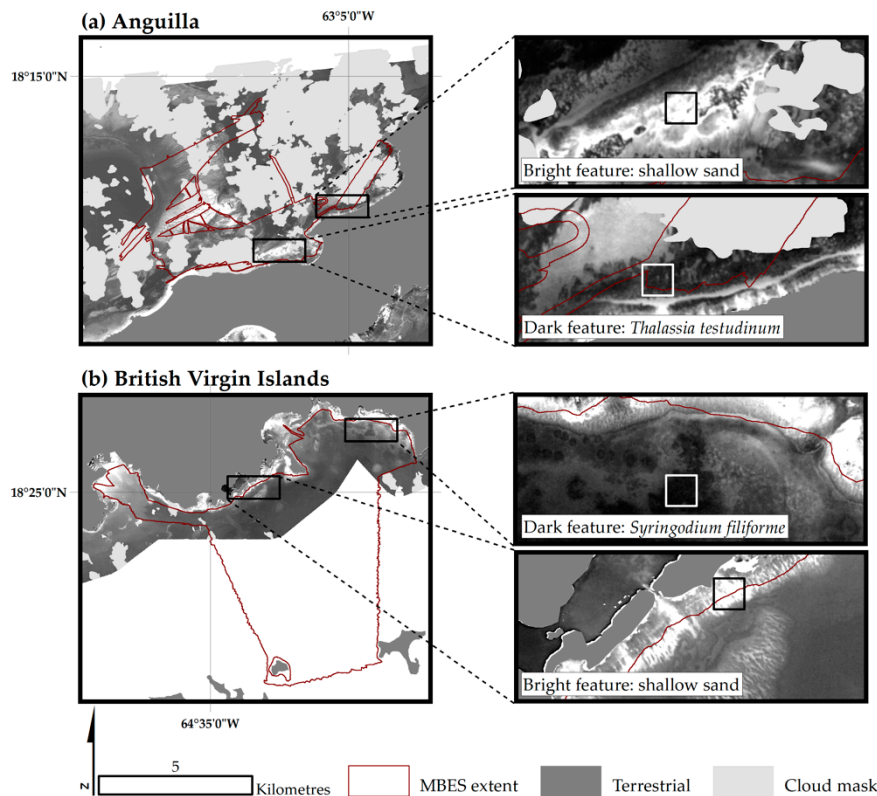 (a) Anguilla
63°5'0"W
18°15'0"N
Bright feature: shallow sand
Dark feature: Thalassia testudinum
(b) British Virgin Islands
18°25'0"N
Dark feature: Syringodium filiforme
Bright feature: shallow sand
64°35'0"W
N
5
Kilometres
MBES extent
Terrestrial
Cloud mask